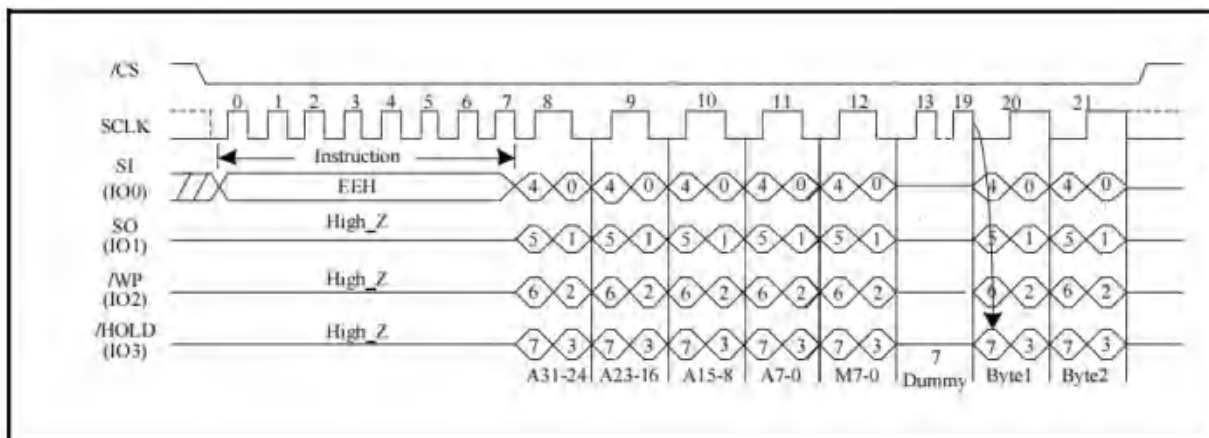 /CS
0 1 2 3 4 5 6 7 8 9 10 11 12 13 19 20 21
SCLK
Instruction
SI
(IO0)
EEH
4 0 4 0 4 0 4 0 4 0 4 0 4 0
High_Z
SO
(IO1)
5 1 5 1 5 1 5 1 5 1 5 1 5 1
High_Z
/WP
(IO2)
6 2 6 2 6 2 6 2 6 2 6 2 6 2
High_Z
/HOLD
(IO3)
7 3 7 3 7 3 7 3 7 3 7 3 7 3
A31-24 A23-16 A15-8 A7-0 M7-0 7 Dummy Byte1 Byte2